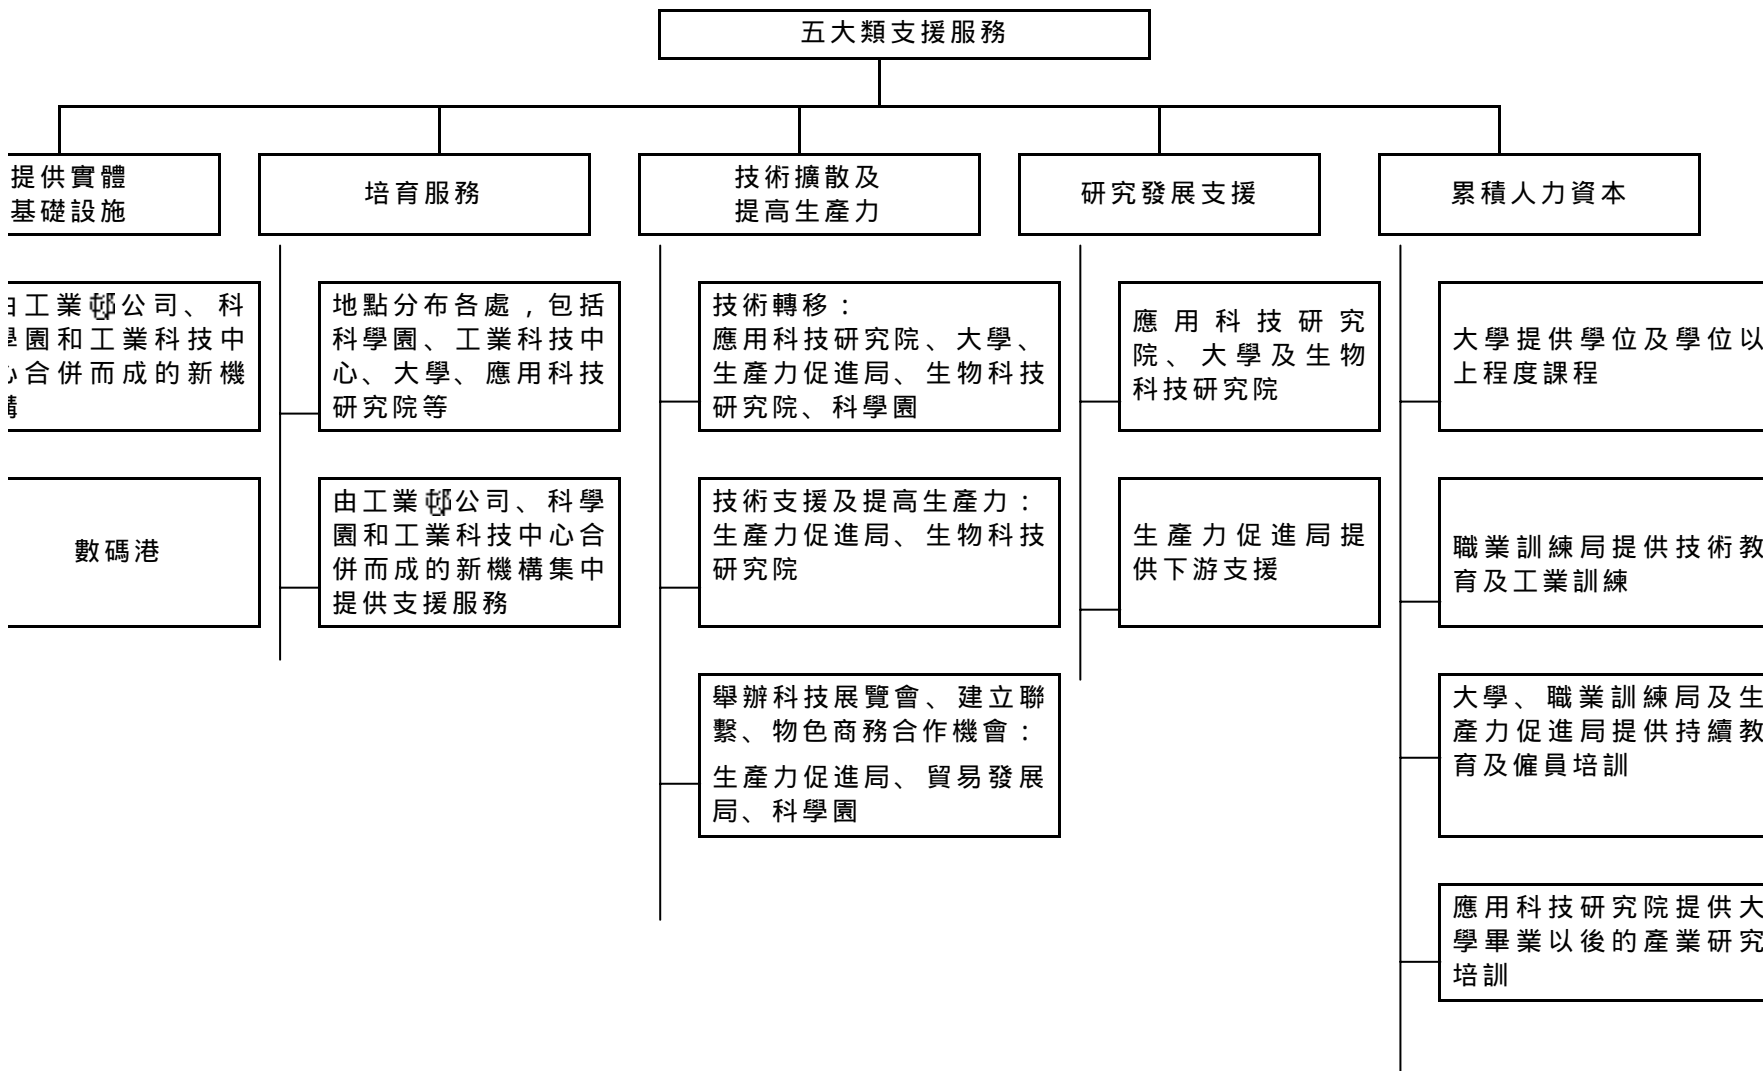 五大類支援服務
提供實體
基礎設施
由工業邨公司、科
學園和工業科技中
心合併而成的新機
構
數碼港
培育服務
地點分布各處，包括
科學園、工業科技中
心、大學、應用科技
研究院等
由工業邨公司、科學
園和工業科技中心合
併而成的新機構集中
提供支援服務
技術擴散及
提高生產力
技術轉移：
應用科技研究院、大學、
生產力促進局、生物科技
研究院、科學園
技術支援及提高生產力：
生產力促進局、生物科技
研究院
舉辦科技展覽會、建立聯
繫、物色商務合作機會：
生產力促進局、貿易發展
局、科學園
研究發展支援
應用科技研究
院、大學及生物
科技研究院
生產力促進局提
供下游支援
累積人力資本
大學提供學位及學位以
上程度課程
職業訓練局提供技術教
育及工業訓練
大學、職業訓練局及生
產力促進局提供持續教
育及僱員培訓
應用科技研究院提供大
學畢業以後的產業研究
培訓